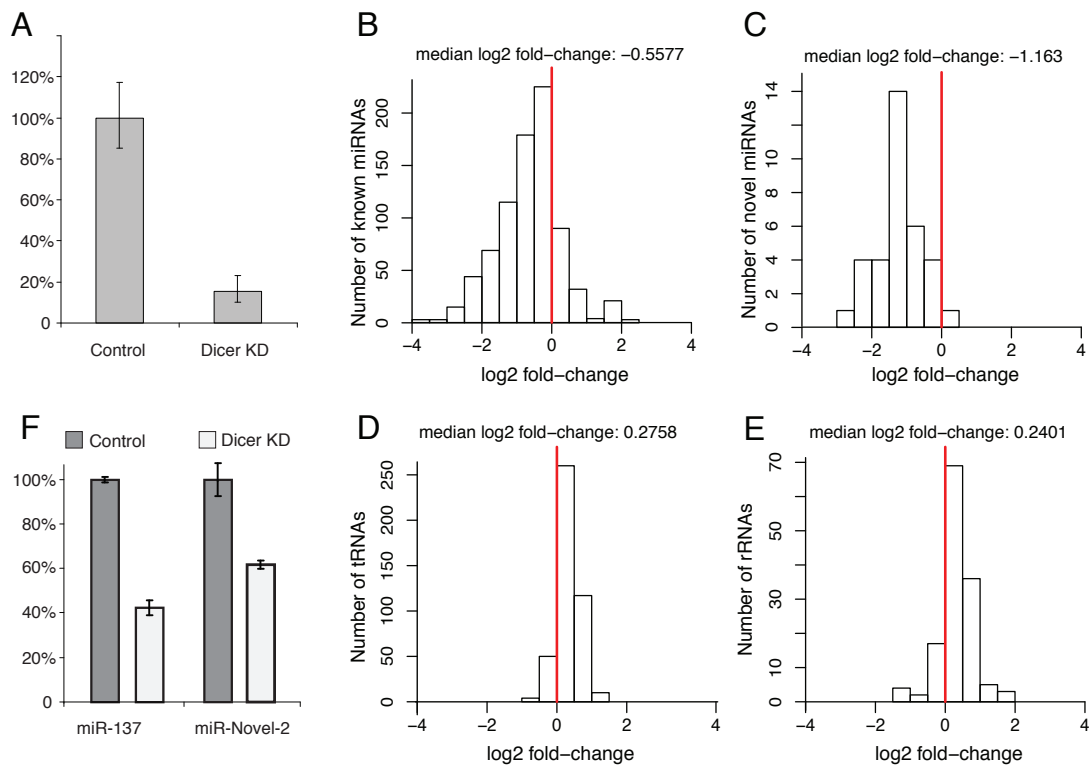 A
120%
100%
80%
60%
40%
20%
0
Control
Dicer KD
B
median log2 fold−change: −0.5577
Number of known miRNAs
0
50
100
150
200
−4
−2
0
2
4
log2 fold−change
C
median log2 fold−change: −1.163
Number of novel miRNAs
0
2
4
6
8
10
14
−4
−2
0
2
4
log2 fold−change
F
Control
Dicer KD
100%
80%
60%
40%
20%
0
miR-137
miR-Novel-2
D
median log2 fold−change: 0.2758
Number of tRNAs
0
50
100
150
200
250
−4
−2
0
2
4
log2 fold−change
E
median log2 fold−change: 0.2401
Number of rRNAs
0
10
30
50
70
−4
−2
0
2
4
log2 fold−change